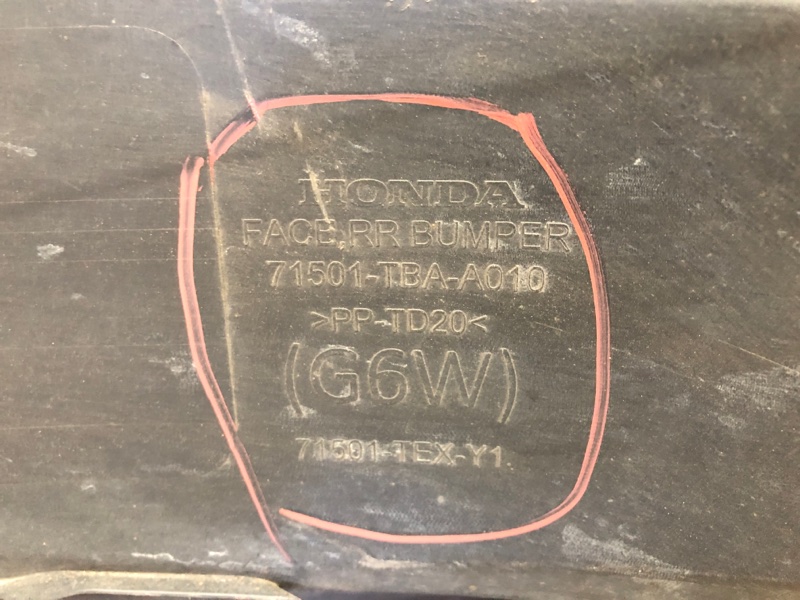 HONDA
FACE,RR BUMPER
71501-TBA-A010
>PP-TD20<
(G6W)
71501-TEX-Y1